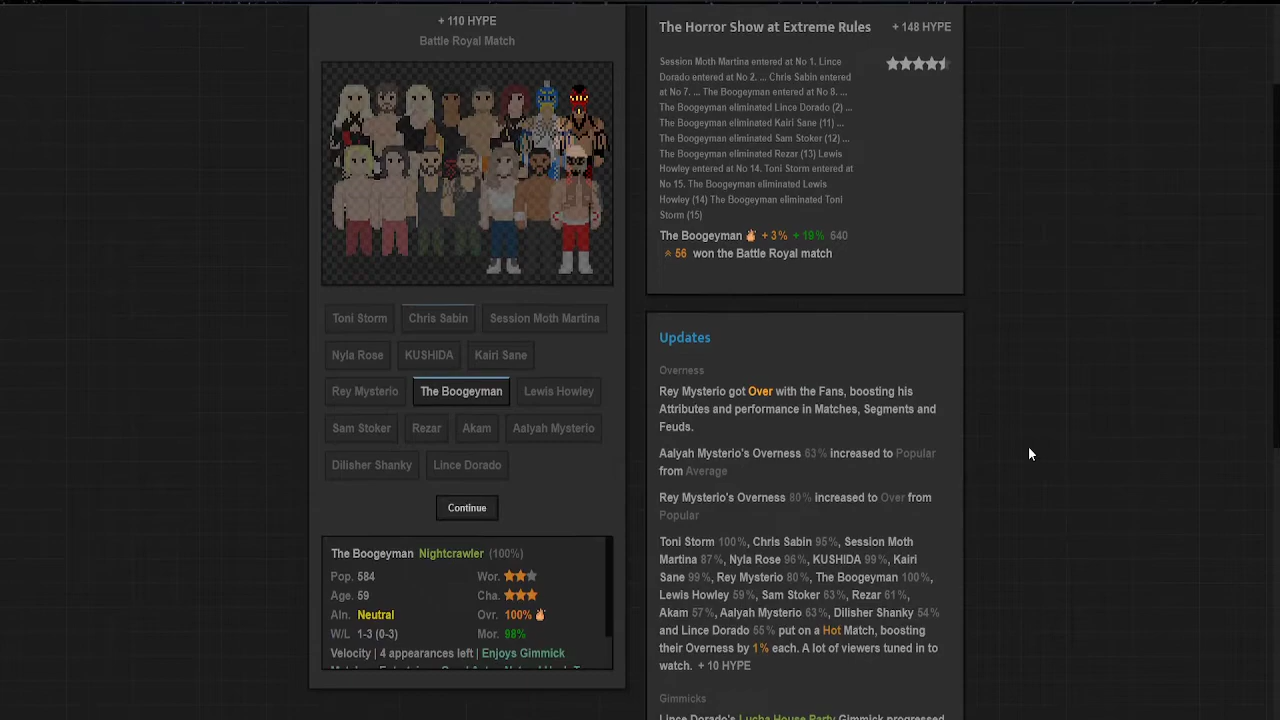 + 110 HYPE
Battle Royal Match
Toni Storm
Chris Sabin
Session Moth Martina
Nyla Rose
KUSHIDA
Kairi Sane
Rey Mysterio
The Boogeyman
Lewis Howley
Sam Stoker
Rezar
Akam
Aalyah Mysterio
Dilisher Shanky
Lince Dorado
Continue
The Boogeyman Nightcrawler (100%)
Pop. 584
Wor.
Age. 59
Cha.
Aln. Neutral
Ovr. 100%
W/L 1-3 (0-3)
Mor. 98%
Velocity | 4 appearances left | Enjoys Gimmick
The Horror Show at Extreme Rules
+ 148 HYPE
Session Moth Martina entered at No 1. Lince
Dorado entered at No 2. ... Chris Sabin entered
at No 7. ... The Boogeyman entered at No 8. ...
The Boogeyman eliminated Lince Dorado (2) ...
The Boogeyman eliminated Kairi Sane (11) ...
The Boogeyman eliminated Sam Stoker (12) ...
The Boogeyman eliminated Rezar (13) Lewis
Howley entered at No 14. Toni Storm entered at
No 15. The Boogeyman eliminated Lewis
Howley (14) The Boogeyman eliminated Toni
Storm (15)
The Boogeyman + 3% + 19% 640
56 won the Battle Royal match
Updates
Overness
Rey Mysterio got Over with the Fans, boosting his
Attributes and performance in Matches, Segments and
Feuds.
Aalyah Mysterio's Overness 63% increased to Popular
from Average
Rey Mysterio's Overness 80% increased to Over from
Popular
Toni Storm 100%, Chris Sabin 95%, Session Moth
Martina 87%, Nyla Rose 96%, KUSHIDA 99%, Kairi
Sane 99%, Rey Mysterio 80%, The Boogeyman 100%,
Lewis Howley 59%, Sam Stoker 63%, Rezar 61%,
Akam 57%, Aalyah Mysterio 63%, Dilisher Shanky 54%
and Lince Dorado 55% put on a Hot Match, boosting
their Overness by 1% each. A lot of viewers tuned in to
watch. + 10 HYPE
Gimmicks
Lince Dorado's Lucha House Party Gimmick progressed